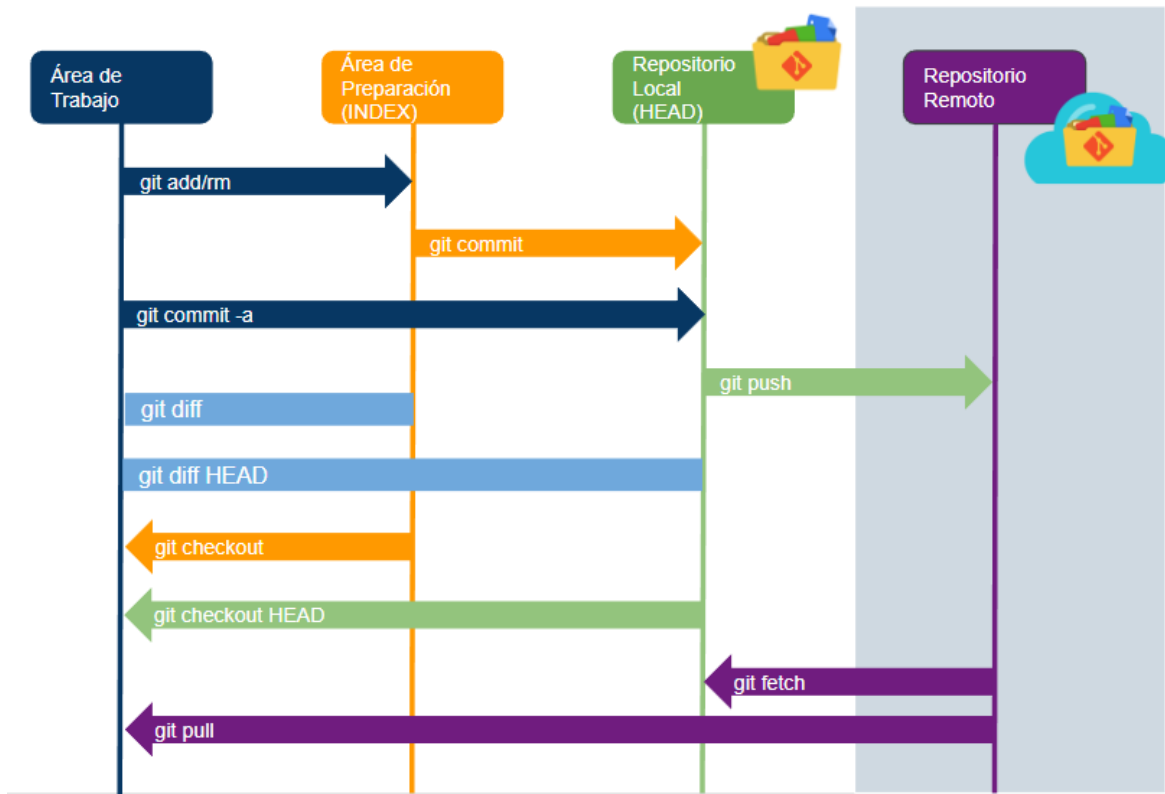 Área de
Trabajo
Área de
Preparación
(INDEX)
Repositorio
Local
(HEAD)
Repositorio
Remoto
git add/rm
git commit
git commit -a
git push
git diff
git diff HEAD
git checkout
git checkout HEAD
git fetch
git pull